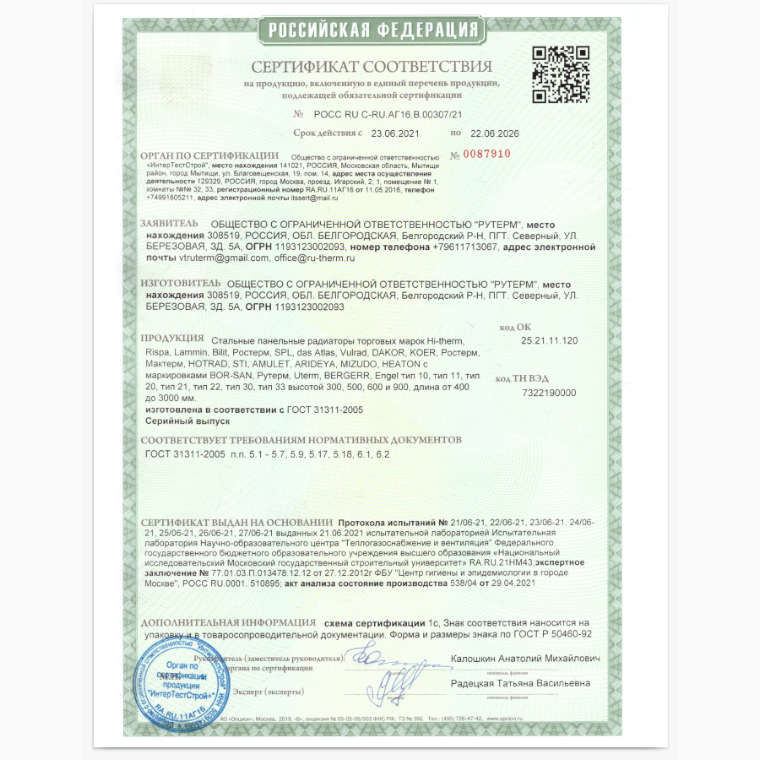 РОССИЙСКАЯ ФЕДЕРАЦИЯ
СЕРТИФИКАТ СООТВЕТСТВИЯ
на продукцию, включенную в единый перечень продукции,
подлежащей обязательной сертификации
№ РОСС RU C-RU.АГ16.В.00307/21
Срок действия с 23.06.2021 по 22.06.2026
№ 0087910
ОРГАН ПО СЕРТИФИКАЦИИ Общество с ограниченной ответственностью
«ИнтерТестСтрой", место нахождения 141021, РОССИЯ, Московская область, Мытищи
район, город Мытищи, ул. Благовещенская, 19, пом. 14, адрес места осуществления
деятельности 129329, РОССИЯ, город Москва, проезд. Игарский, 2, 1, помещение № 1,
комнаты №№ 32, 33, регистрационный номер RA.RU.11АГ16 от 11.05.2016, телефон
+74991605211, адрес электронной почты itssert@mail.ru
ЗАЯВИТЕЛЬ ОБЩЕСТВО С ОГРАНИЧЕННОЙ ОТВЕТСТВЕННОСТЬЮ "РУТЕРМ", место
нахождения 308519, РОССИЯ, ОБЛ. БЕЛГОРОДСКАЯ, Белгородский Р-Н, ПГТ. Северный, УЛ.
БЕРЕЗОВАЯ, ЗД. 5А, ОГРН 1193123002093, номер телефона +79611713067, адрес электронной
почты vtruterm@gmail.com, office@ru-therm.ru
ИЗГОТОВИТЕЛЬ ОБЩЕСТВО С ОГРАНИЧЕННОЙ ОТВЕТСТВЕННОСТЬЮ "РУТЕРМ", место
нахождения 308519, РОССИЯ, ОБЛ. БЕЛГОРОДСКАЯ, Белгородский Р-Н, ПГТ. Северный, УЛ.
БЕРЕЗОВАЯ, ЗД. 5А, ОГРН 1193123002093
код ОК
ПРОДУКЦИЯ Стальные панельные радиаторы торговых марок Hi-therm, 25.21.11.120
Rispa, Lammin, Bilit, Ростерм, SPL, das Atlas, Vulrad, DAKOR, KOER, Ростерм,
Мактерм, HOTRAD, STI, AMULET, ARIDEYA, MIZUDO, HEATON с
маркировками BOR-SAN, Рутерм, Uterm, BERGERR, Engel тип 10, тип 11, тип код ТН ВЭД
20, тип 21, тип 22, тип 30, тип 33 высотой 300, 500, 600 и 900, длина от 400 7322190000
до 3000 мм.
изготовлена в соответствии с ГОСТ 31311-2005
Серийный выпуск
СООТВЕТСТВУЕТ ТРЕБОВАНИЯМ НОРМАТИВНЫХ ДОКУМЕНТОВ
ГОСТ 31311-2005 п.п. 5.1 - 5.7, 5.9, 5.17, 5.18, 6.1, 6.2
СЕРТИФИКАТ ВЫДАН НА ОСНОВАНИИ Протокола испытаний № 21/06-21, 22/06-21, 23/06-21, 24/06-
21, 25/06-21, 26/06-21, 27/06-21 выданных 21.06.2021 испытательной лабораторией Испытательная
лаборатория Научно-образовательного центра "Теплогазоснабжение и вентиляция" Федерального
государственного бюджетного образовательного учреждения высшего образования «Национальный
исследовательский Московский государственный строительный университет» RA.RU.21НМ43,экспертное
заключение № 77.01.03.П.013478.12.12 от 27.12.2012г ФБУ "Центр гигиены и эпидемиологии в городе
Москве", РОСС RU.0001. 510895; акт анализа состояние производства 538/04 от 29.04.2021
ДОПОЛНИТЕЛЬНАЯ ИНФОРМАЦИЯ схема сертификации 1с, Знак соответствия наносится на
упаковку и в товаросопроводительной документации. Форма и размеры знака по ГОСТ Р 50460-92
Руководитель (заместитель руководителя) Калошкин Анатолий Михайлович
органа по сертификации
Эксперт (эксперты) Радецкая Татьяна Васильевна
Орган по
сертификации
продукции
"ИнтерТестСтрой"
RA.RU.11АГ16